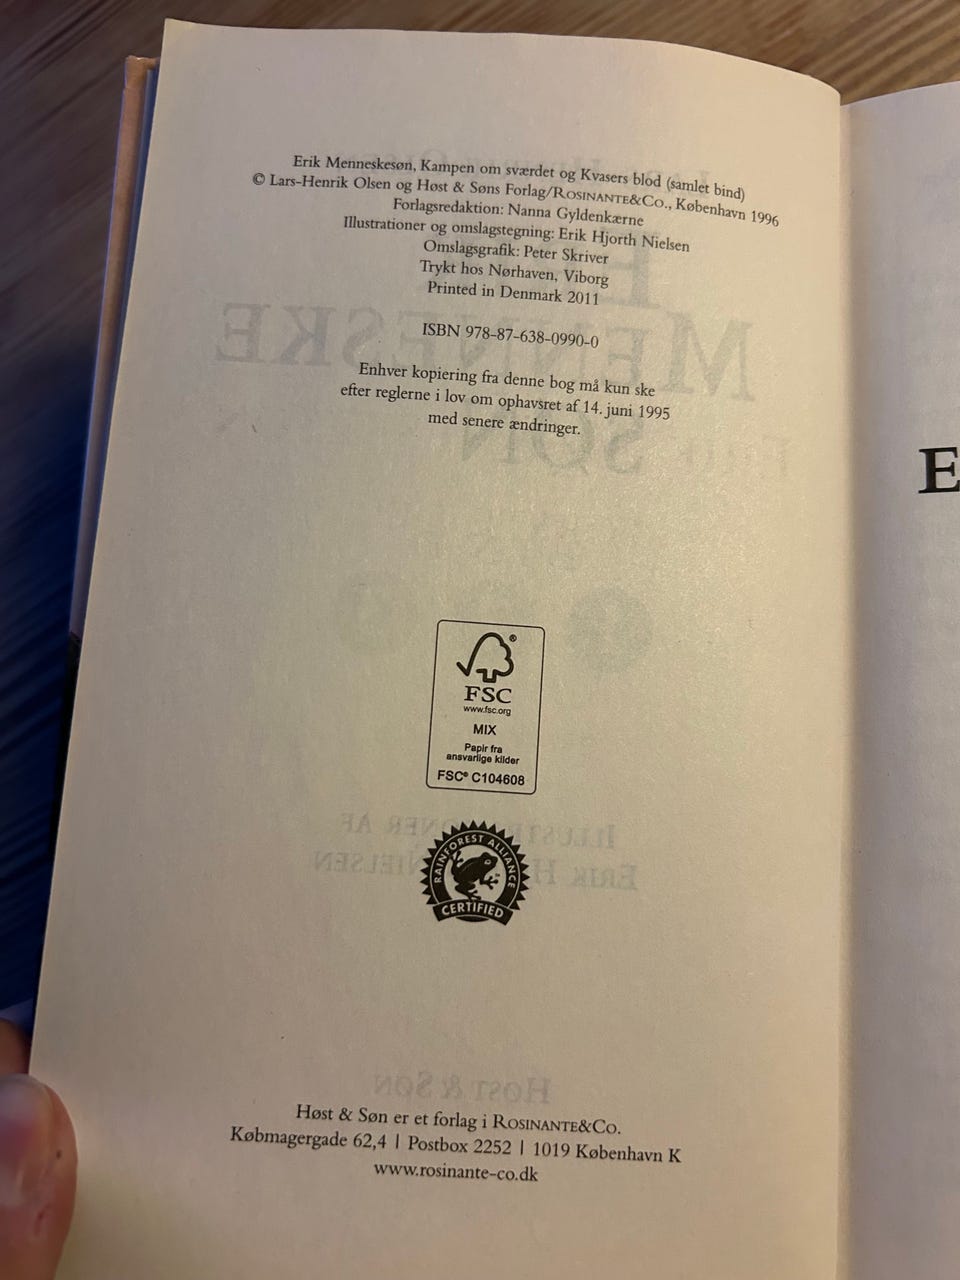 Erik Menneskesøn, Kampen om sværdet og Kvasers blod (samlet bind)
© Lars-Henrik Olsen og Høst & Søns Forlag/ROSINANTE&CO., København 1996
Forlagsredaktion: Nanna Gyldenkærne
Illustrationer og omslagstegning: Erik Hjorth Nielsen
Omslagsgrafik: Peter Skriver
Trykt hos Nørhaven, Viborg
Printed in Denmark 2011
ISBN 978-87-638-0990-0
Enhver kopiering fra denne bog må kun ske
efter reglerne i lov om ophavsret af 14. juni 1995
med senere ændringer.
®
FSC
www.fsc.org
MIX
Papir fra
ansvarlige kilder
FSC® C104608
RAINFOREST ALLIANCE
CERTIFIED
Høst & Søn er et forlag i ROSINANTE&CO.
Købmagergade 62,4 | Postbox 2252 | 1019 København K
www.rosinante-co.dk
E